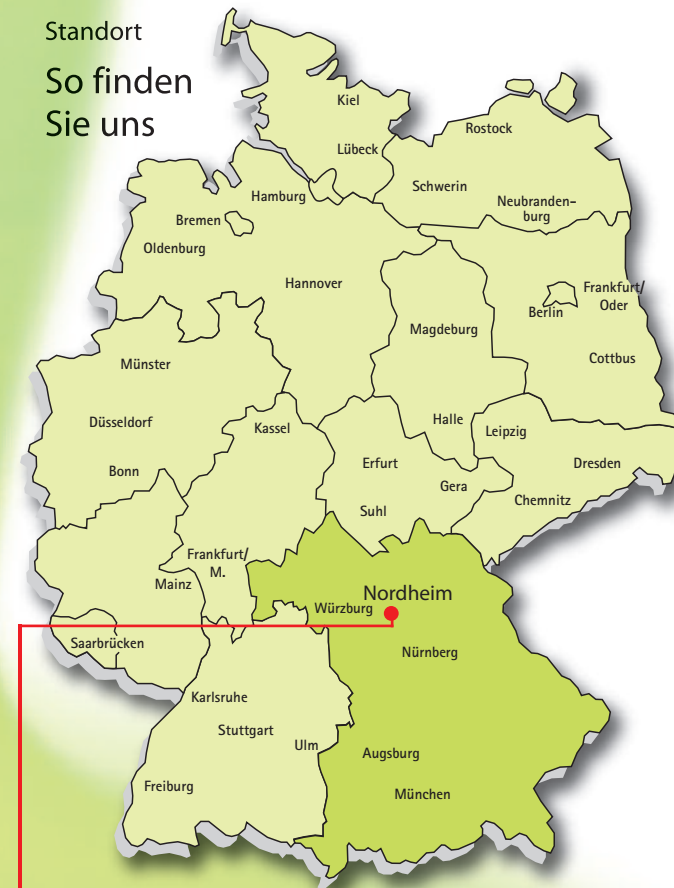 Standort
So finden
Sie uns
Kiel
Rostock
Lübeck
Schwerin
Hamburg
Neubranden-
burg
Bremen
Oldenburg
Hannover
Frankfurt/
Oder
Berlin
Magdeburg
Cottbus
Münster
Düsseldorf
Kassel
Halle
Leipzig
Bonn
Erfurt
Dresden
Gera
Chemnitz
Suhl
Frankfurt/
M.
Mainz
Nordheim
Würzburg
Saarbrücken
Nürnberg
Karlsruhe
Stuttgart
Ulm
Augsburg
Freiburg
München